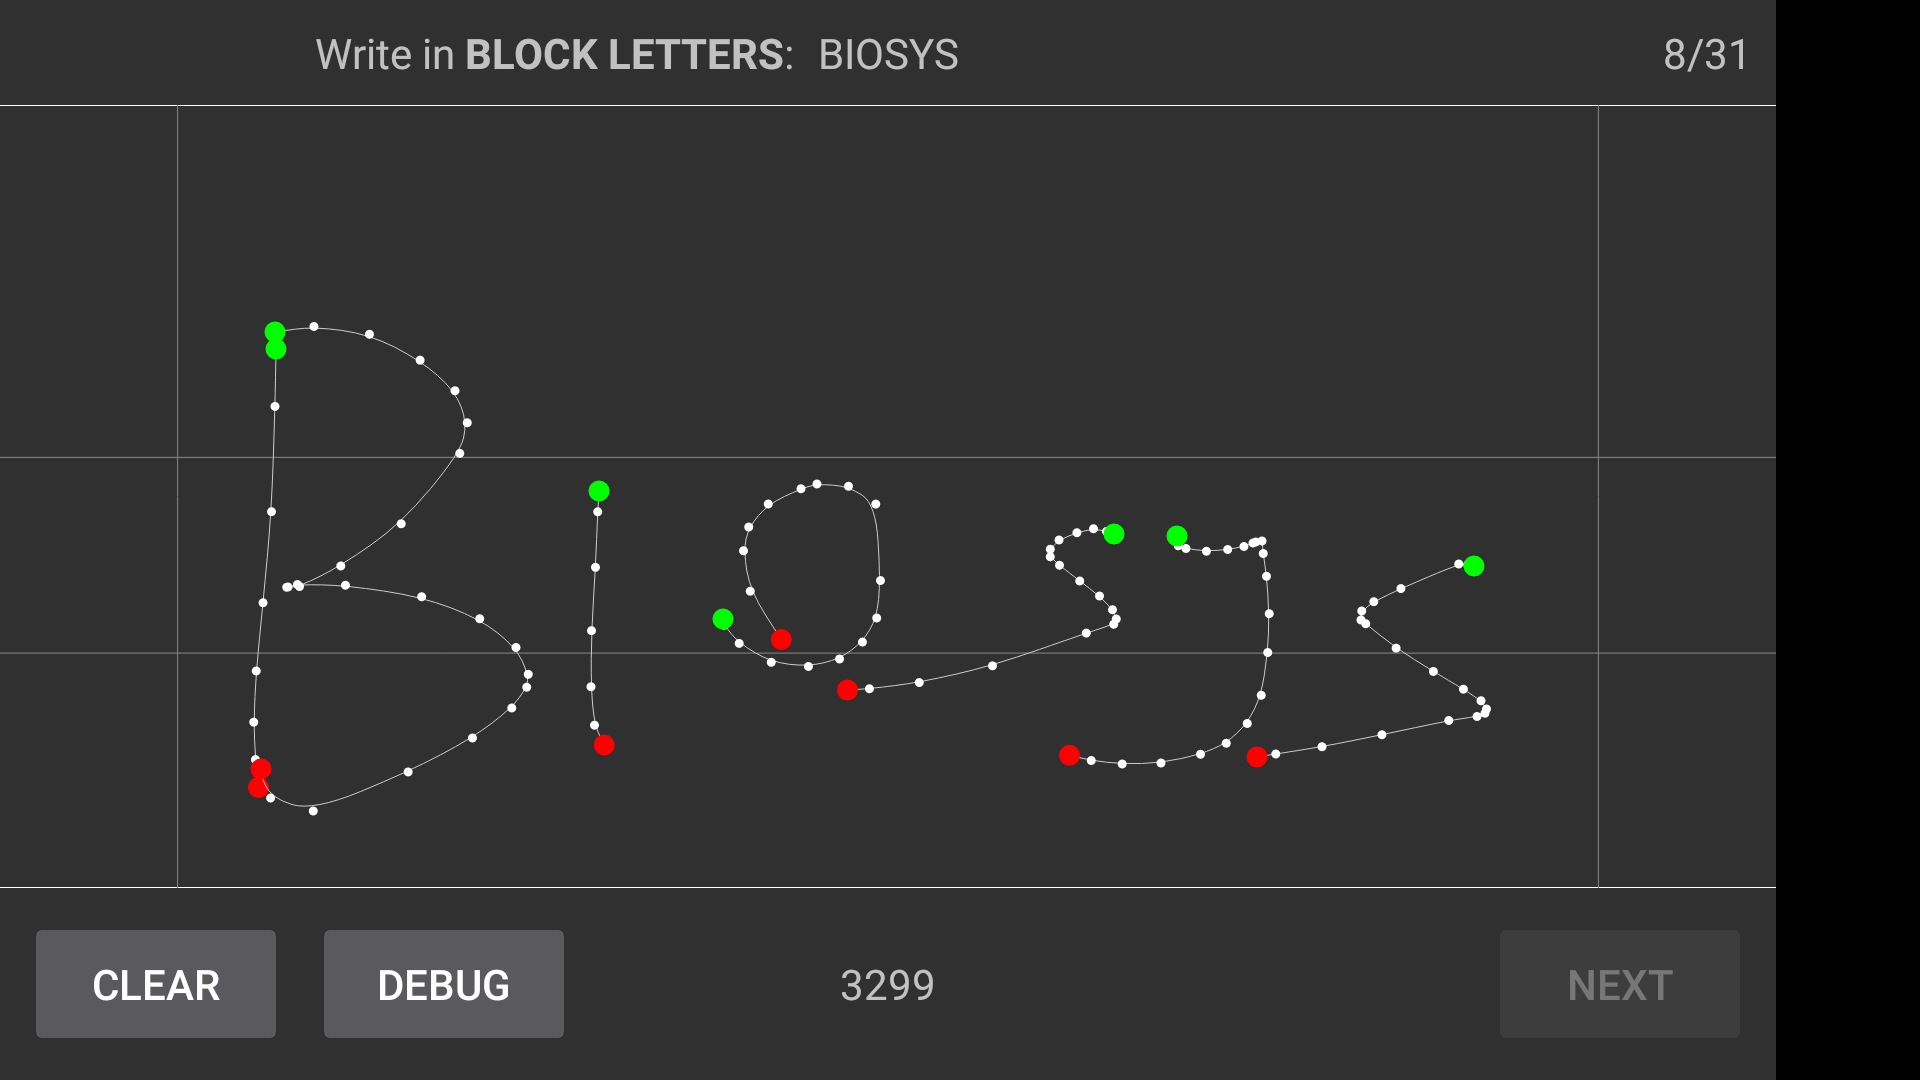 Write in BLOCK LETTERS: BIOSYS 8/31
BIOSYS
CLEAR DEBUG 3299 NEXT